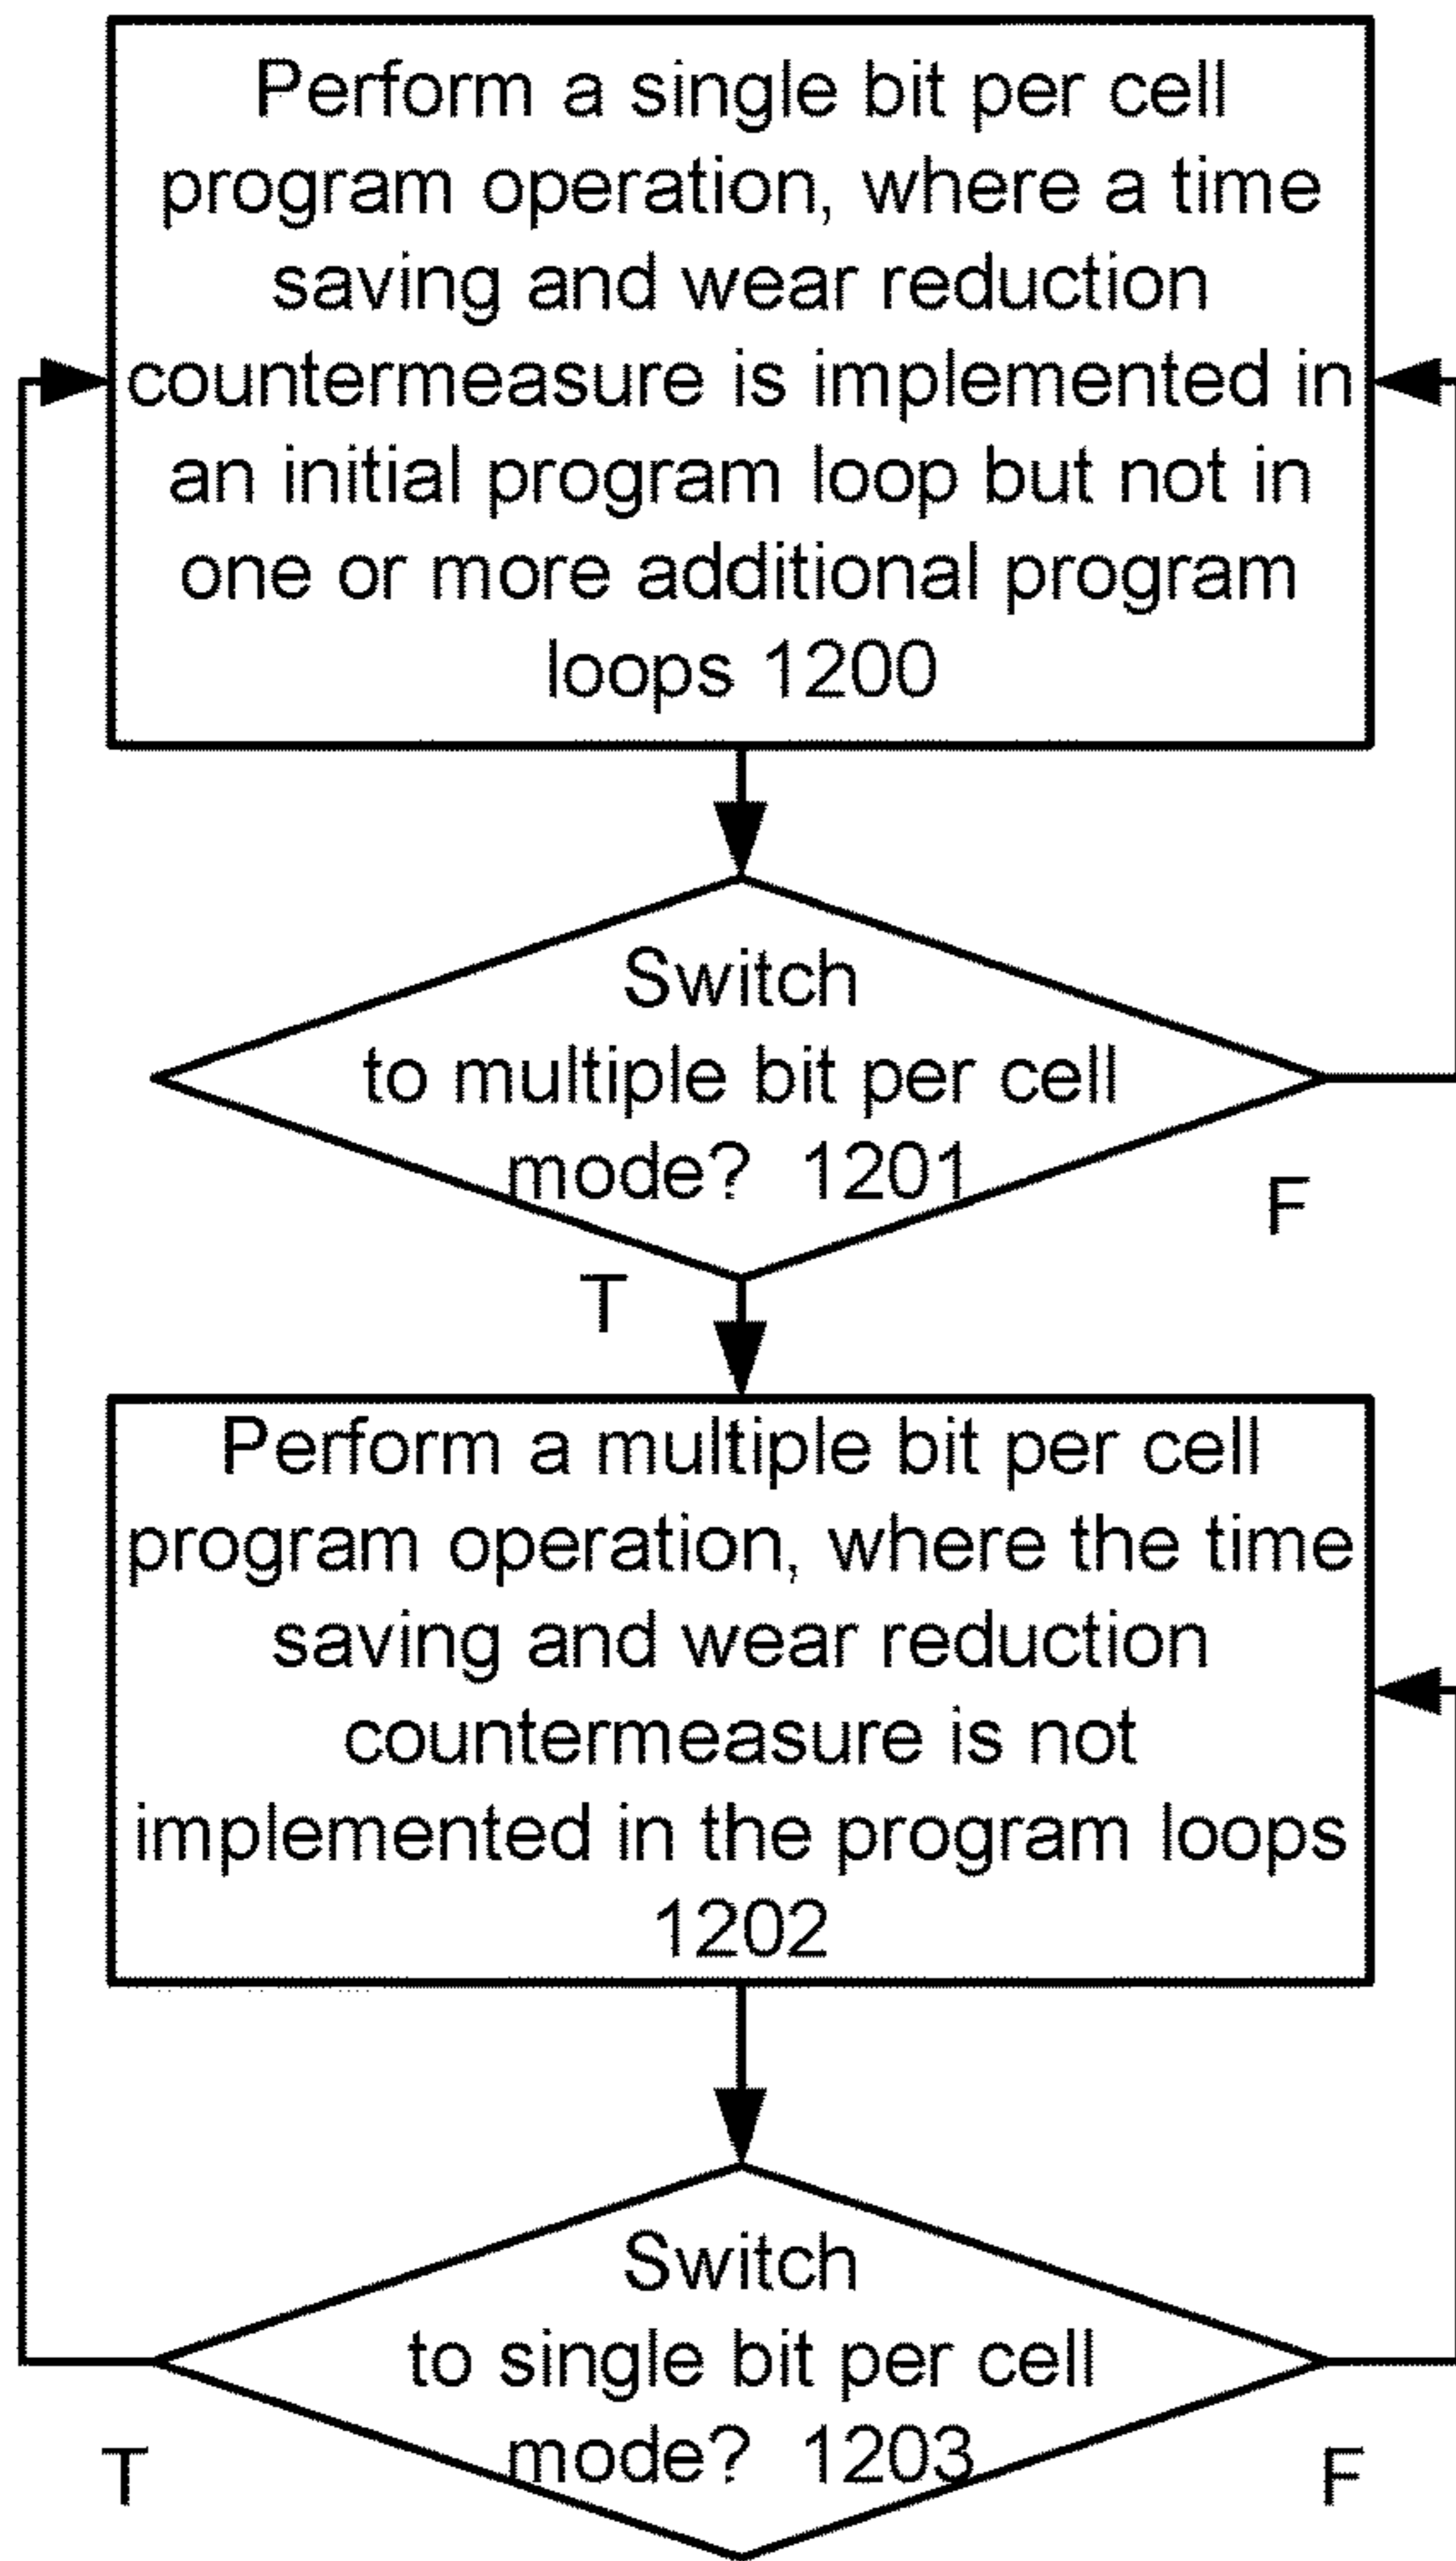 Perform a single bit per cell
program operation, where a time
saving and wear reduction
countermeasure is implemented in
an initial program loop but not in
one or more additional program
loops 1200
Switch
to multiple bit per cell
mode? 1201
F
T
Perform a multiple bit per cell
program operation, where the time
saving and wear reduction
countermeasure is not
implemented in the program loops
1202
Switch
to single bit per cell
mode? 1203
T
F